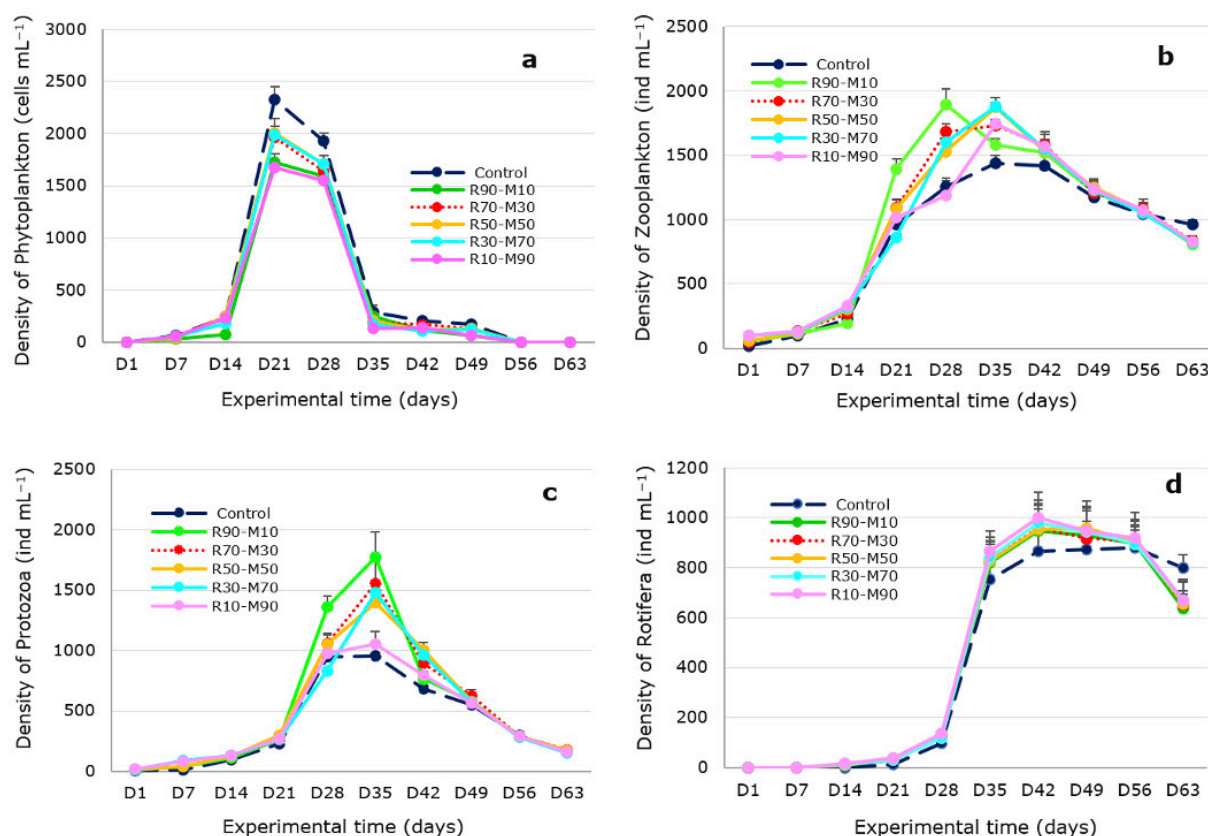 a
Density of Phytoplankton (cells mL⁻¹)
3000
2500
2000
1500
1000
500
0
Control
R90-M10
R70-M30
R50-M50
R30-M70
R10-M90
D1 D7 D14 D21 D28 D35 D42 D49 D56 D63
Experimental time (days)
b
Density of Zooplankton (ind mL⁻¹)
2500
2000
1500
1000
500
0
Control
R90-M10
R70-M30
R50-M50
R30-M70
R10-M90
D1 D7 D14 D21 D28 D35 D42 D49 D56 D63
Experimental time (days)
c
Density of Protozoa (ind mL⁻¹)
2500
2000
1500
1000
500
0
Control
R90-M10
R70-M30
R50-M50
R30-M70
R10-M90
D1 D7 D14 D21 D28 D35 D42 D49 D56 D63
Experimental time (days)
d
Density of Rotifera (ind mL⁻¹)
1200
1000
800
600
400
200
0
Control
R90-M10
R70-M30
R50-M50
R30-M70
R10-M90
D1 D7 D14 D21 D28 D35 D42 D49 D56 D63
Experimental time (days)